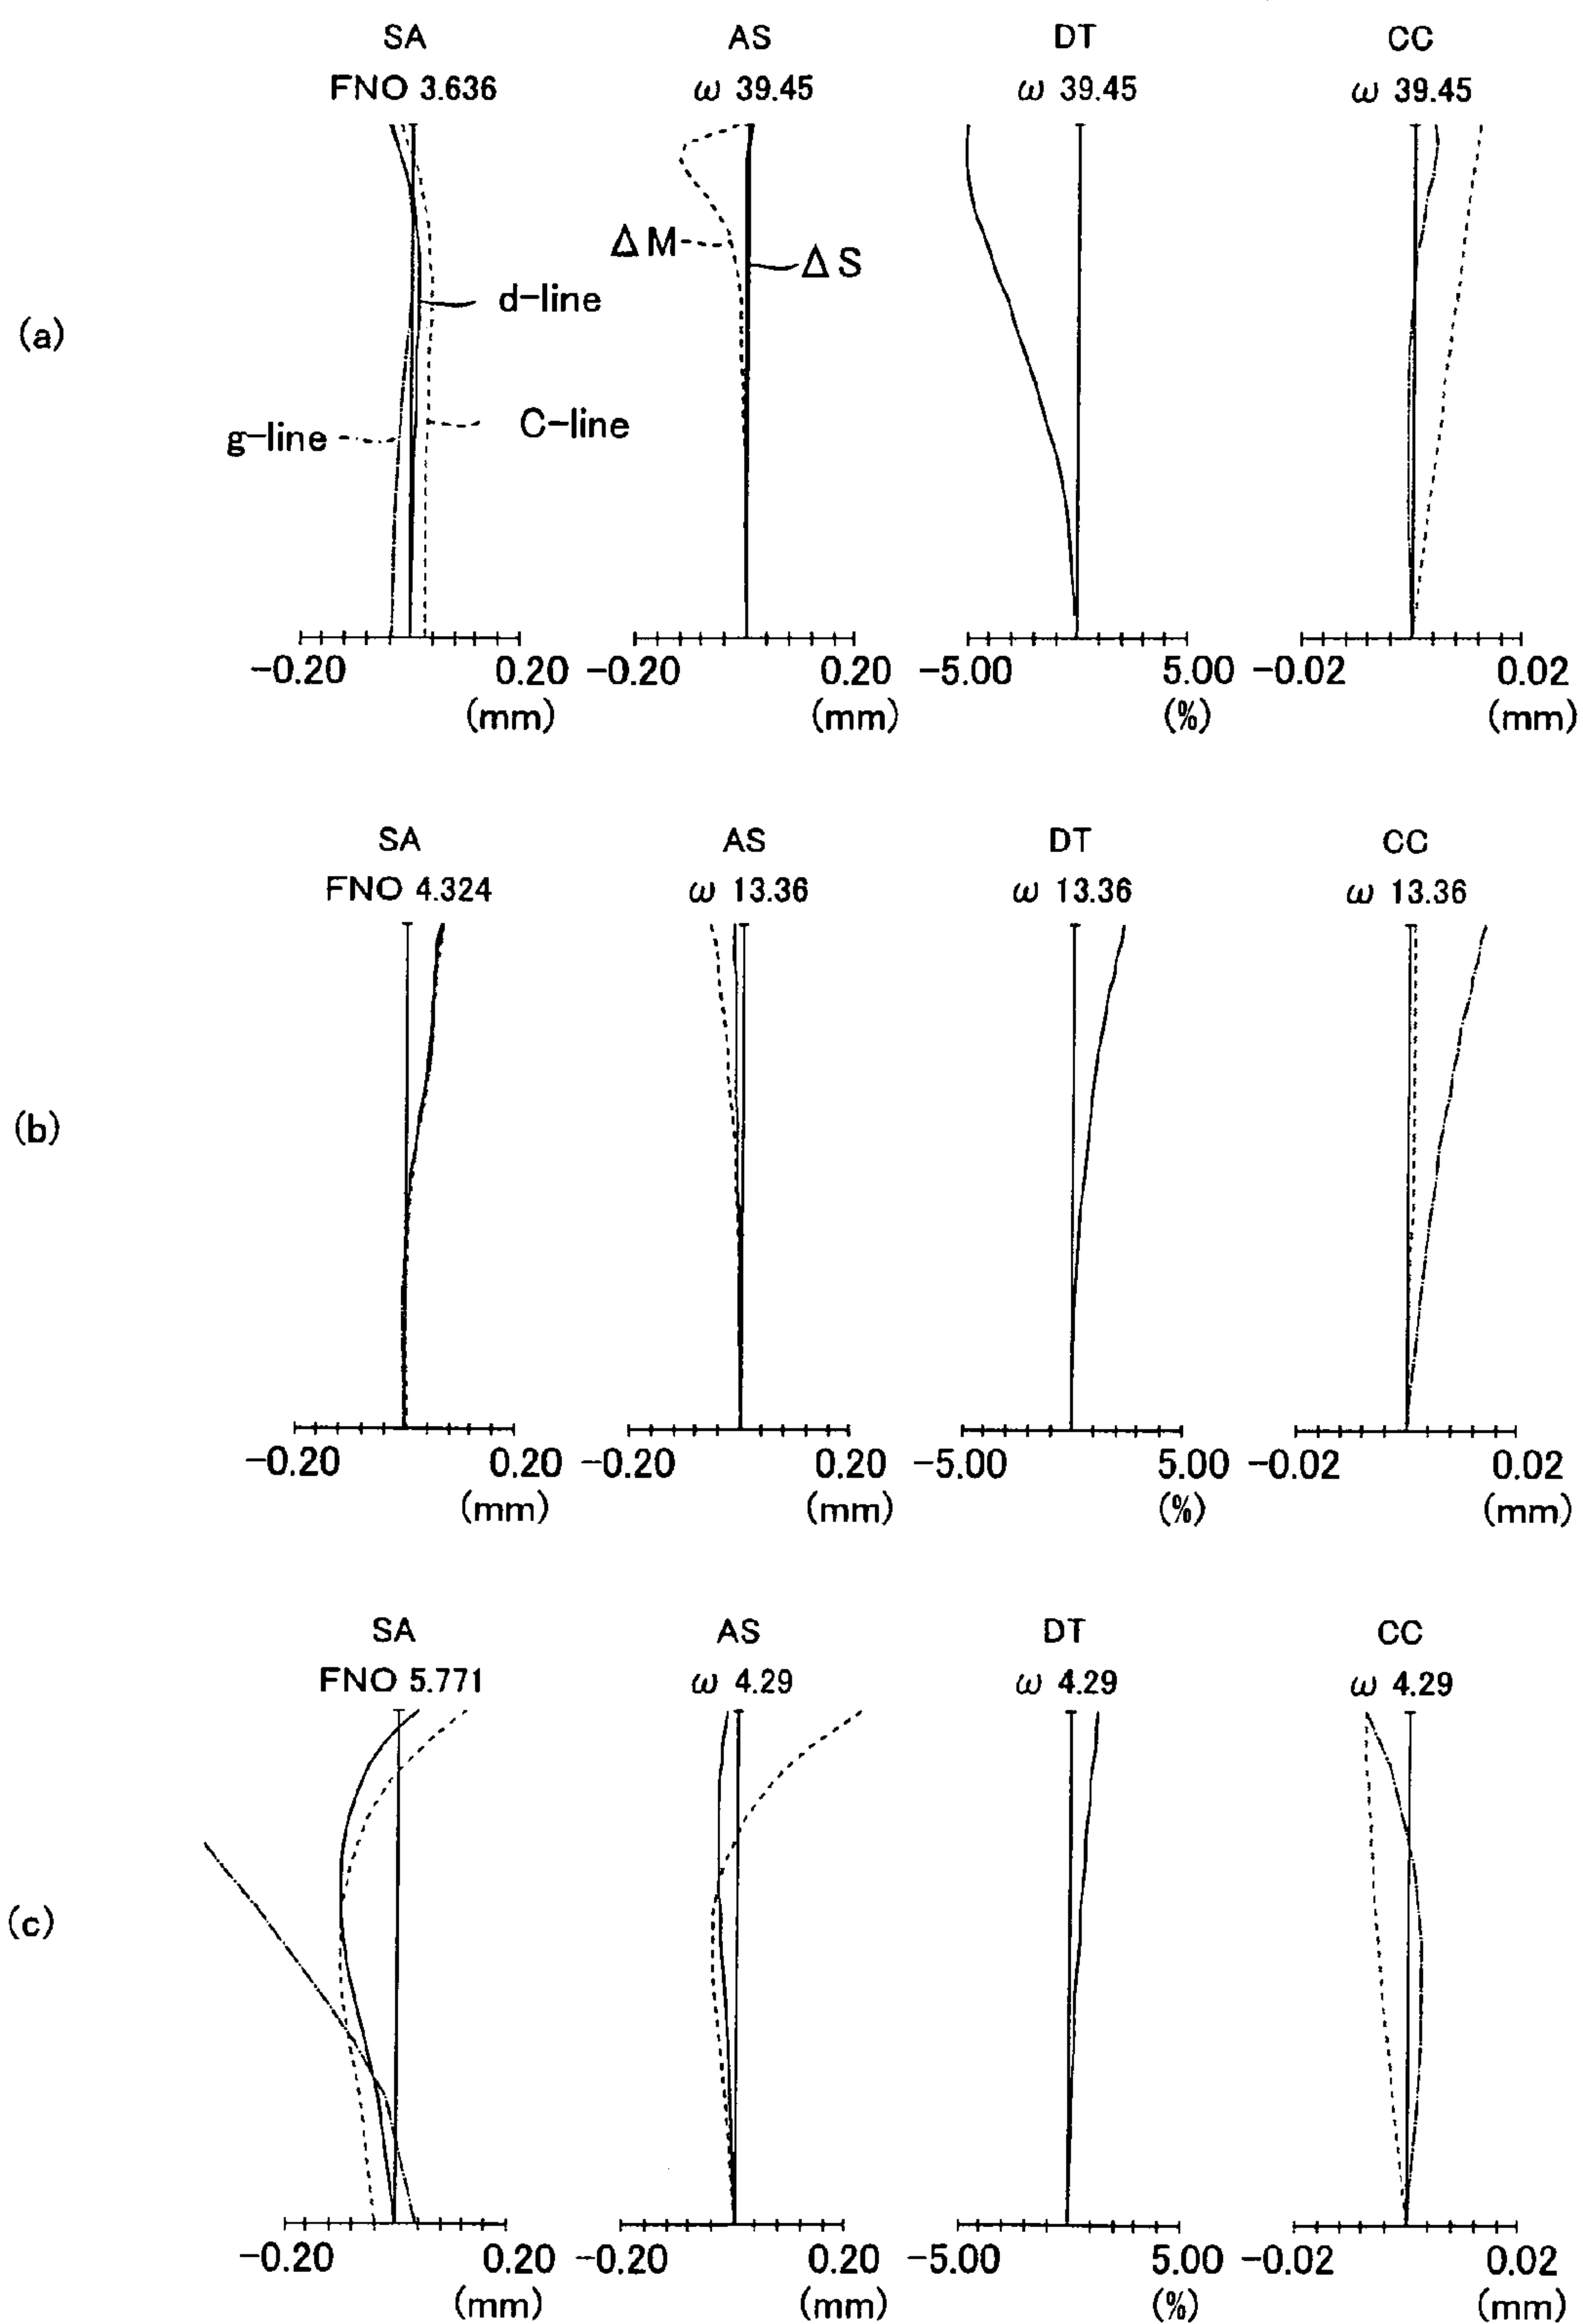 SA AS DT CC
FNO 3.636 ω 39.45 ω 39.45 ω 39.45
ΔM ΔS
d-line
(a)
g-line C-line
-0.20 0.20 -0.20 0.20 -5.00 5.00 -0.02 0.02
(mm) (mm) (%) (mm)
SA AS DT CC
FNO 4.324 ω 13.36 ω 13.36 ω 13.36
(b)
-0.20 0.20 -0.20 0.20 -5.00 5.00 -0.02 0.02
(mm) (mm) (%) (mm)
SA AS DT CC
FNO 5.771 ω 4.29 ω 4.29 ω 4.29
(c)
-0.20 0.20 -0.20 0.20 -5.00 5.00 -0.02 0.02
(mm) (mm) (%) (mm)